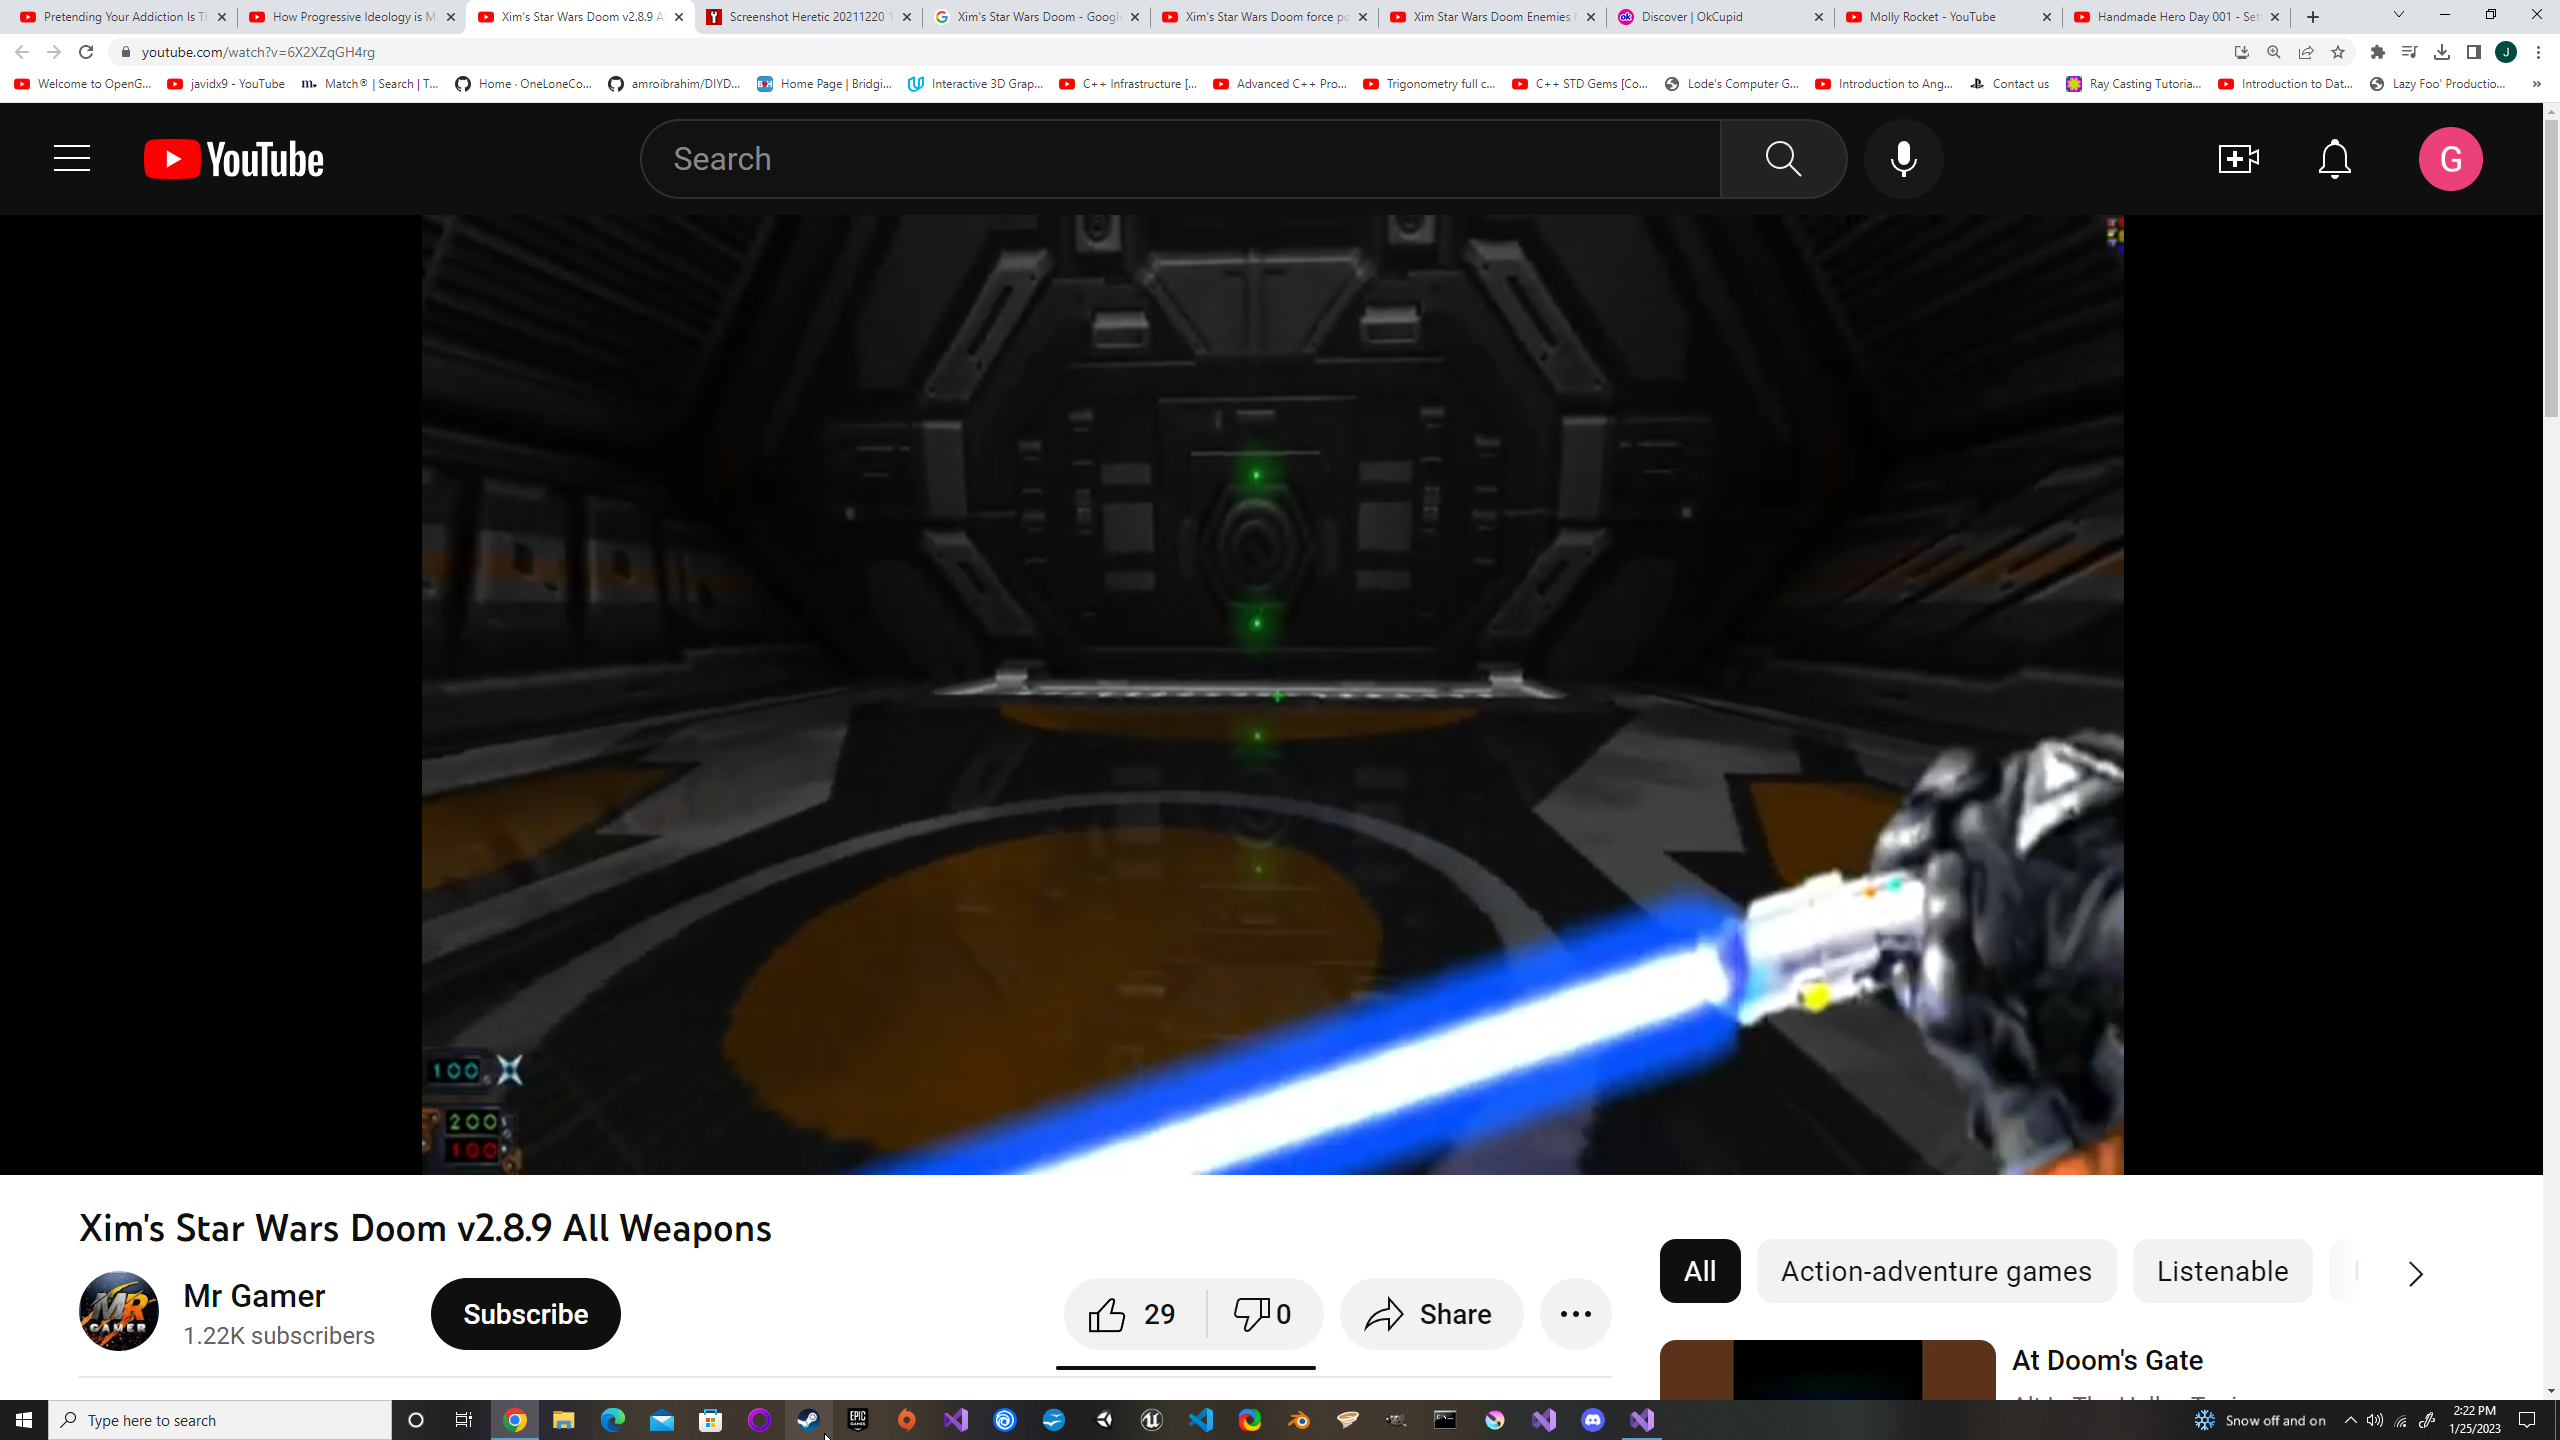 Pretending Your Addiction Is Th
How Progressive Ideology is M
Xim's Star Wars Doom v2.8.9 A
Screenshot Heretic 20211220 1
Xim's Star Wars Doom - Googl
Xim's Star Wars Doom force po
Xim Star Wars Doom Enemies
Discover | OkCupid
Molly Rocket - YouTube
Handmade Hero Day 001 - Set
youtube.com/watch?v=6X2XZqGH4rg
J
Welcome to OpenG...
javidx9 - YouTube
m.
Match® | Search | T...
Home · OneLoneCo...
amroibrahim/DIYD...
Home Page | Bridgi...
Interactive 3D Grap...
C++ Infrastructure [...
Advanced C++ Pro...
Trigonometry full c...
C++ STD Gems [Co...
Lode's Computer G...
Introduction to Ang...
Contact us
Ray Casting Tutoria...
Introduction to Dat...
Lazy Foo' Productio...
»
YouTube
Search
G
100
200
100
Xim's Star Wars Doom v2.8.9 All Weapons
MR GAMER
Mr Gamer
1.22K subscribers
Subscribe
29
0
Share
All
Action-adventure games
Listenable
At Doom's Gate
Type here to search
EPIC GAMES
Snow off and on
2:22 PM
1/25/2023